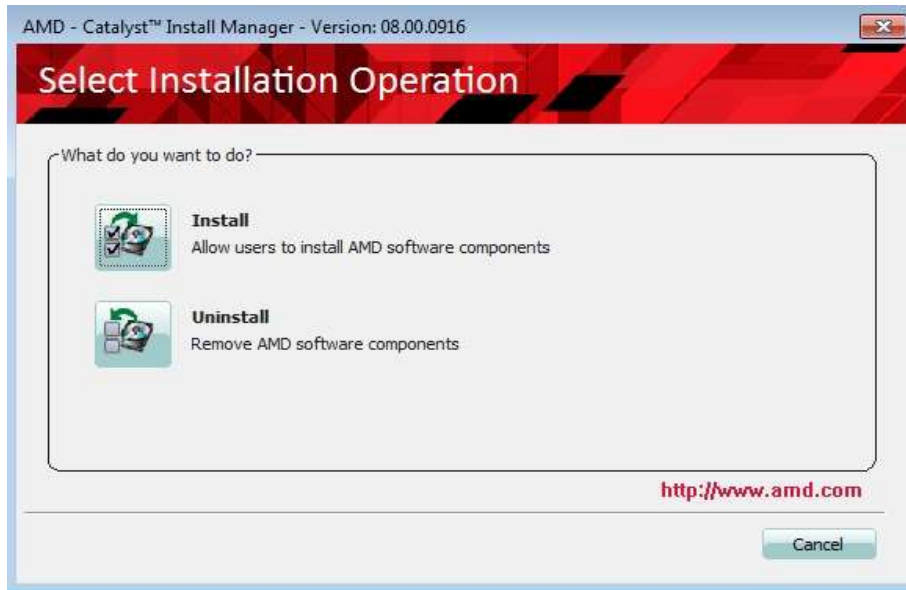 AMD - Catalyst™ Install Manager - Version: 08.00.0916
Select Installation Operation
What do you want to do?
Install
Allow users to install AMD software components
Uninstall
Remove AMD software components
http://www.amd.com
Cancel